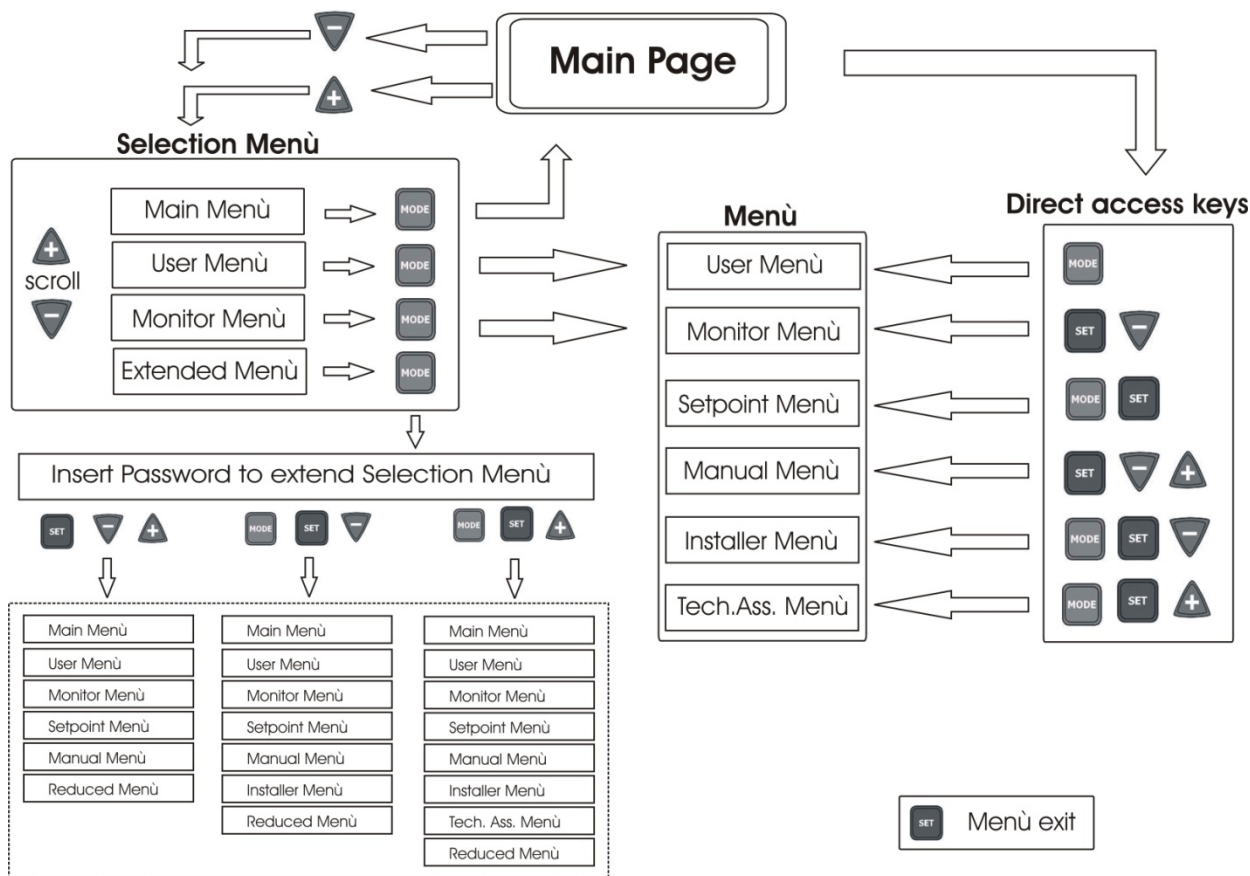 −
Main Page
+
Selection Menù
Main Menù
MODE
User Menù
MODE
Monitor Menù
MODE
Extended Menù
MODE
+
scroll
−
Insert Password to extend Selection Menù
SET − +
MODE SET −
MODE SET +
Main Menù
User Menù
Monitor Menù
Setpoint Menù
Manual Menù
Reduced Menù
Main Menù
User Menù
Monitor Menù
Setpoint Menù
Manual Menù
Installer Menù
Reduced Menù
Main Menù
User Menù
Monitor Menù
Setpoint Menù
Manual Menù
Installer Menù
Tech. Ass. Menù
Reduced Menù
Menù
User Menù
Monitor Menù
Setpoint Menù
Manual Menù
Installer Menù
Tech.Ass. Menù
Direct access keys
MODE
SET −
MODE SET
SET − +
MODE SET −
MODE SET +
SET Menù exit